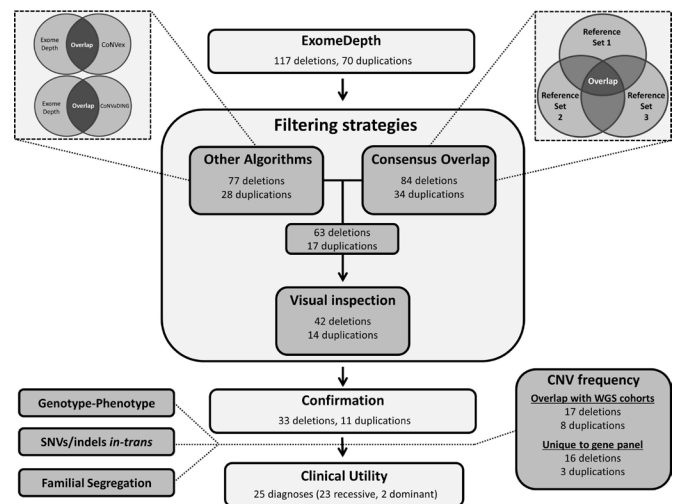 Exome
Depth
Overlap
CoNVex
Exome
Depth
Overlap
CoNVaDING
ExomeDepth
117 deletions, 70 duplications
Reference
Set 1
Overlap
Reference
Set
2
Reference
Set
3
Filtering strategies
Other Algorithms
77 deletions
28 duplications
Consensus Overlap
84 deletions
34 duplications
63 deletions
17 duplications
Visual inspection
42 deletions
14 duplications
Confirmation
33 deletions, 11 duplications
Genotype-Phenotype
SNVs/indels in-trans
Familial Segregation
CNV frequency
Overlap with WGS cohorts
17 deletions
8 duplications
Unique to gene panel
16 deletions
3 duplications
Clinical Utility
25 diagnoses (23 recessive, 2 dominant)